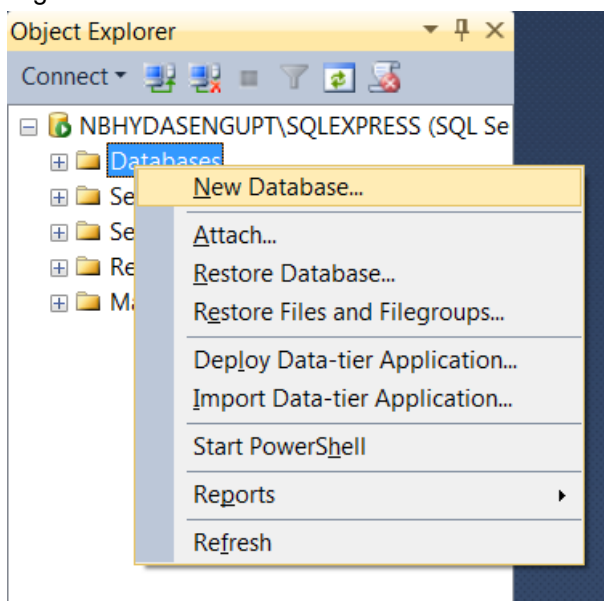 Object Explorer
Connect
NBHYDASENGUPT\SQLEXPRESS (SQL Se
Databases
New Database...
Se
Attach...
Se
Restore Database...
Re
Restore Files and Filegroups...
Ma
Deploy Data-tier Application...
Import Data-tier Application...
Start PowerShell
Reports
Refresh